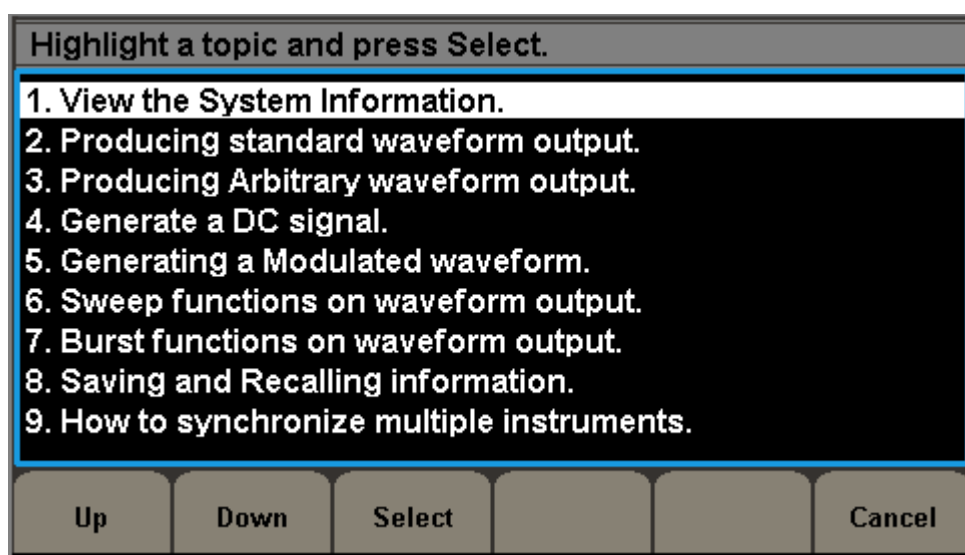 Highlight a topic and press Select.
1. View the System Information.
2. Producing standard waveform output.
3. Producing Arbitrary waveform output.
4. Generate a DC signal.
5. Generating a Modulated waveform.
6. Sweep functions on waveform output.
7. Burst functions on waveform output.
8. Saving and Recalling information.
9. How to synchronize multiple instruments.
Up Down Select Cancel